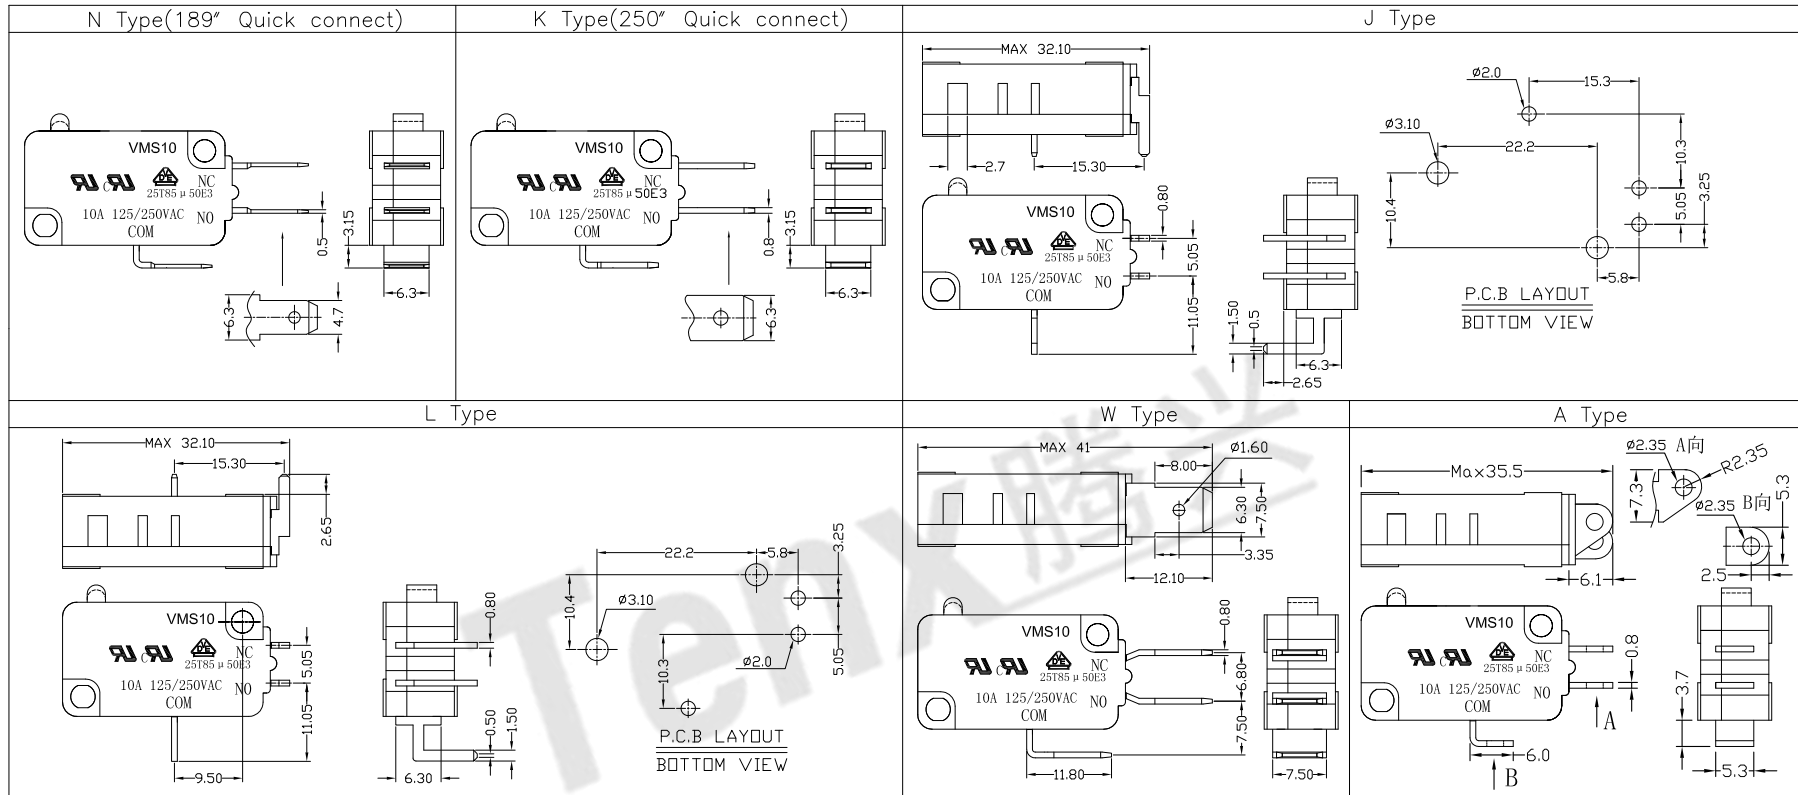 N Type(189″ Quick connect)
VMS10
NC
25T85 μ 50E3
10A 125/250VAC
NO
COM
0.5
3.15
6.3
6.3
4.7
K Type(250″ Quick connect)
VMS10
NC
25T85 μ 50E3
10A 125/250VAC
NO
COM
0.8
3.15
6.3
6.3
J Type
MAX 32.10
2.7
15.30
VMS10
NC
25T85 μ 50E3
10A 125/250VAC
NO
COM
0.80
5.05
11.05
1.50
0.5
6.3
2.65
ø2.0
15.3
ø3.10
22.2
10.3
10.4
5.05
3.25
5.8
P.C.B LAYOUT
BOTTOM VIEW
L Type
MAX 32.10
15.30
2.65
VMS10
NC
25T85 μ 50E3
10A 125/250VAC
NO
COM
5.05
11.05
9.50
0.80
0.50
1.50
6.30
22.2
5.8
3.25
10.4
ø3.10
5.05
10.3
ø2.0
P.C.B LAYOUT
BOTTOM VIEW
W Type
MAX 41
ø1.60
8.00
6.30
7.50
3.35
12.10
VMS10
NC
25T85 μ 50E3
10A 125/250VAC
NO
COM
0.80
6.80
7.50
11.80
7.50
A Type
Max35.5
ø2.35
A向
R2.35
7.3
ø2.35
B向
5.3
2.5
6.1
VMS10
NC
25T85 μ 50E3
10A 125/250VAC
NO
COM
0.8
3.7
A
6.0
B
5.3
Tenx腾兴